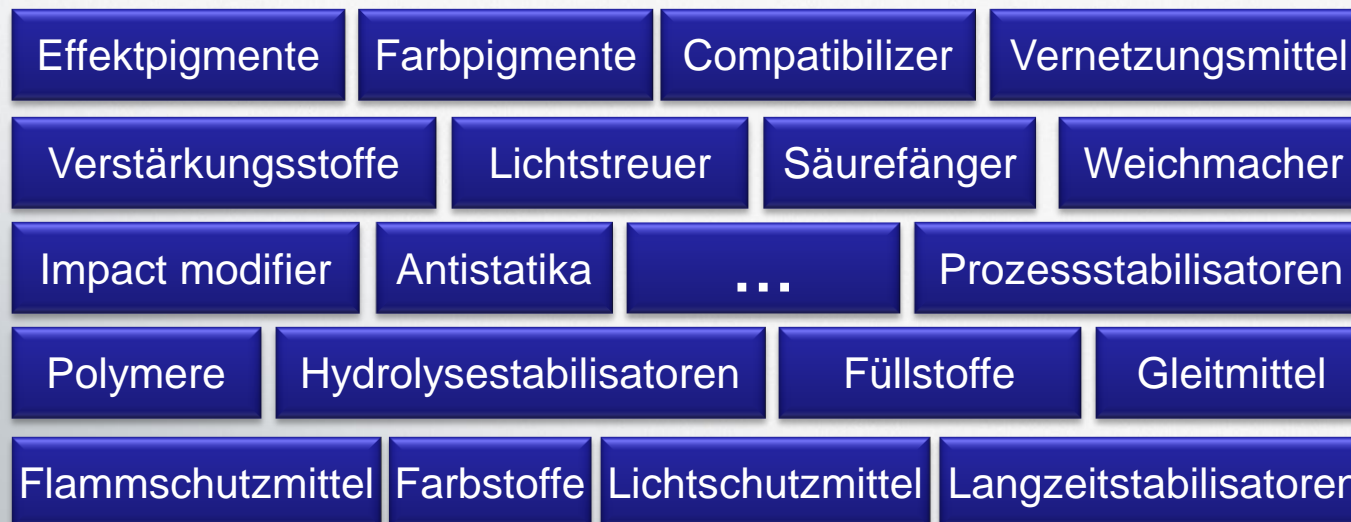 Effektpigmente Farbpigmente Compatibilizer Vernetzungsmittel
Verstärkungsstoffe Lichtstreuer Säurefänger Weichmacher
Impact modifier Antistatika ... Prozessstabilisatoren
Polymere Hydrolysestabilisatoren Füllstoffe Gleitmittel
Flammschutzmittel Farbstoffe Lichtschutzmittel Langzeitstabilisatoren